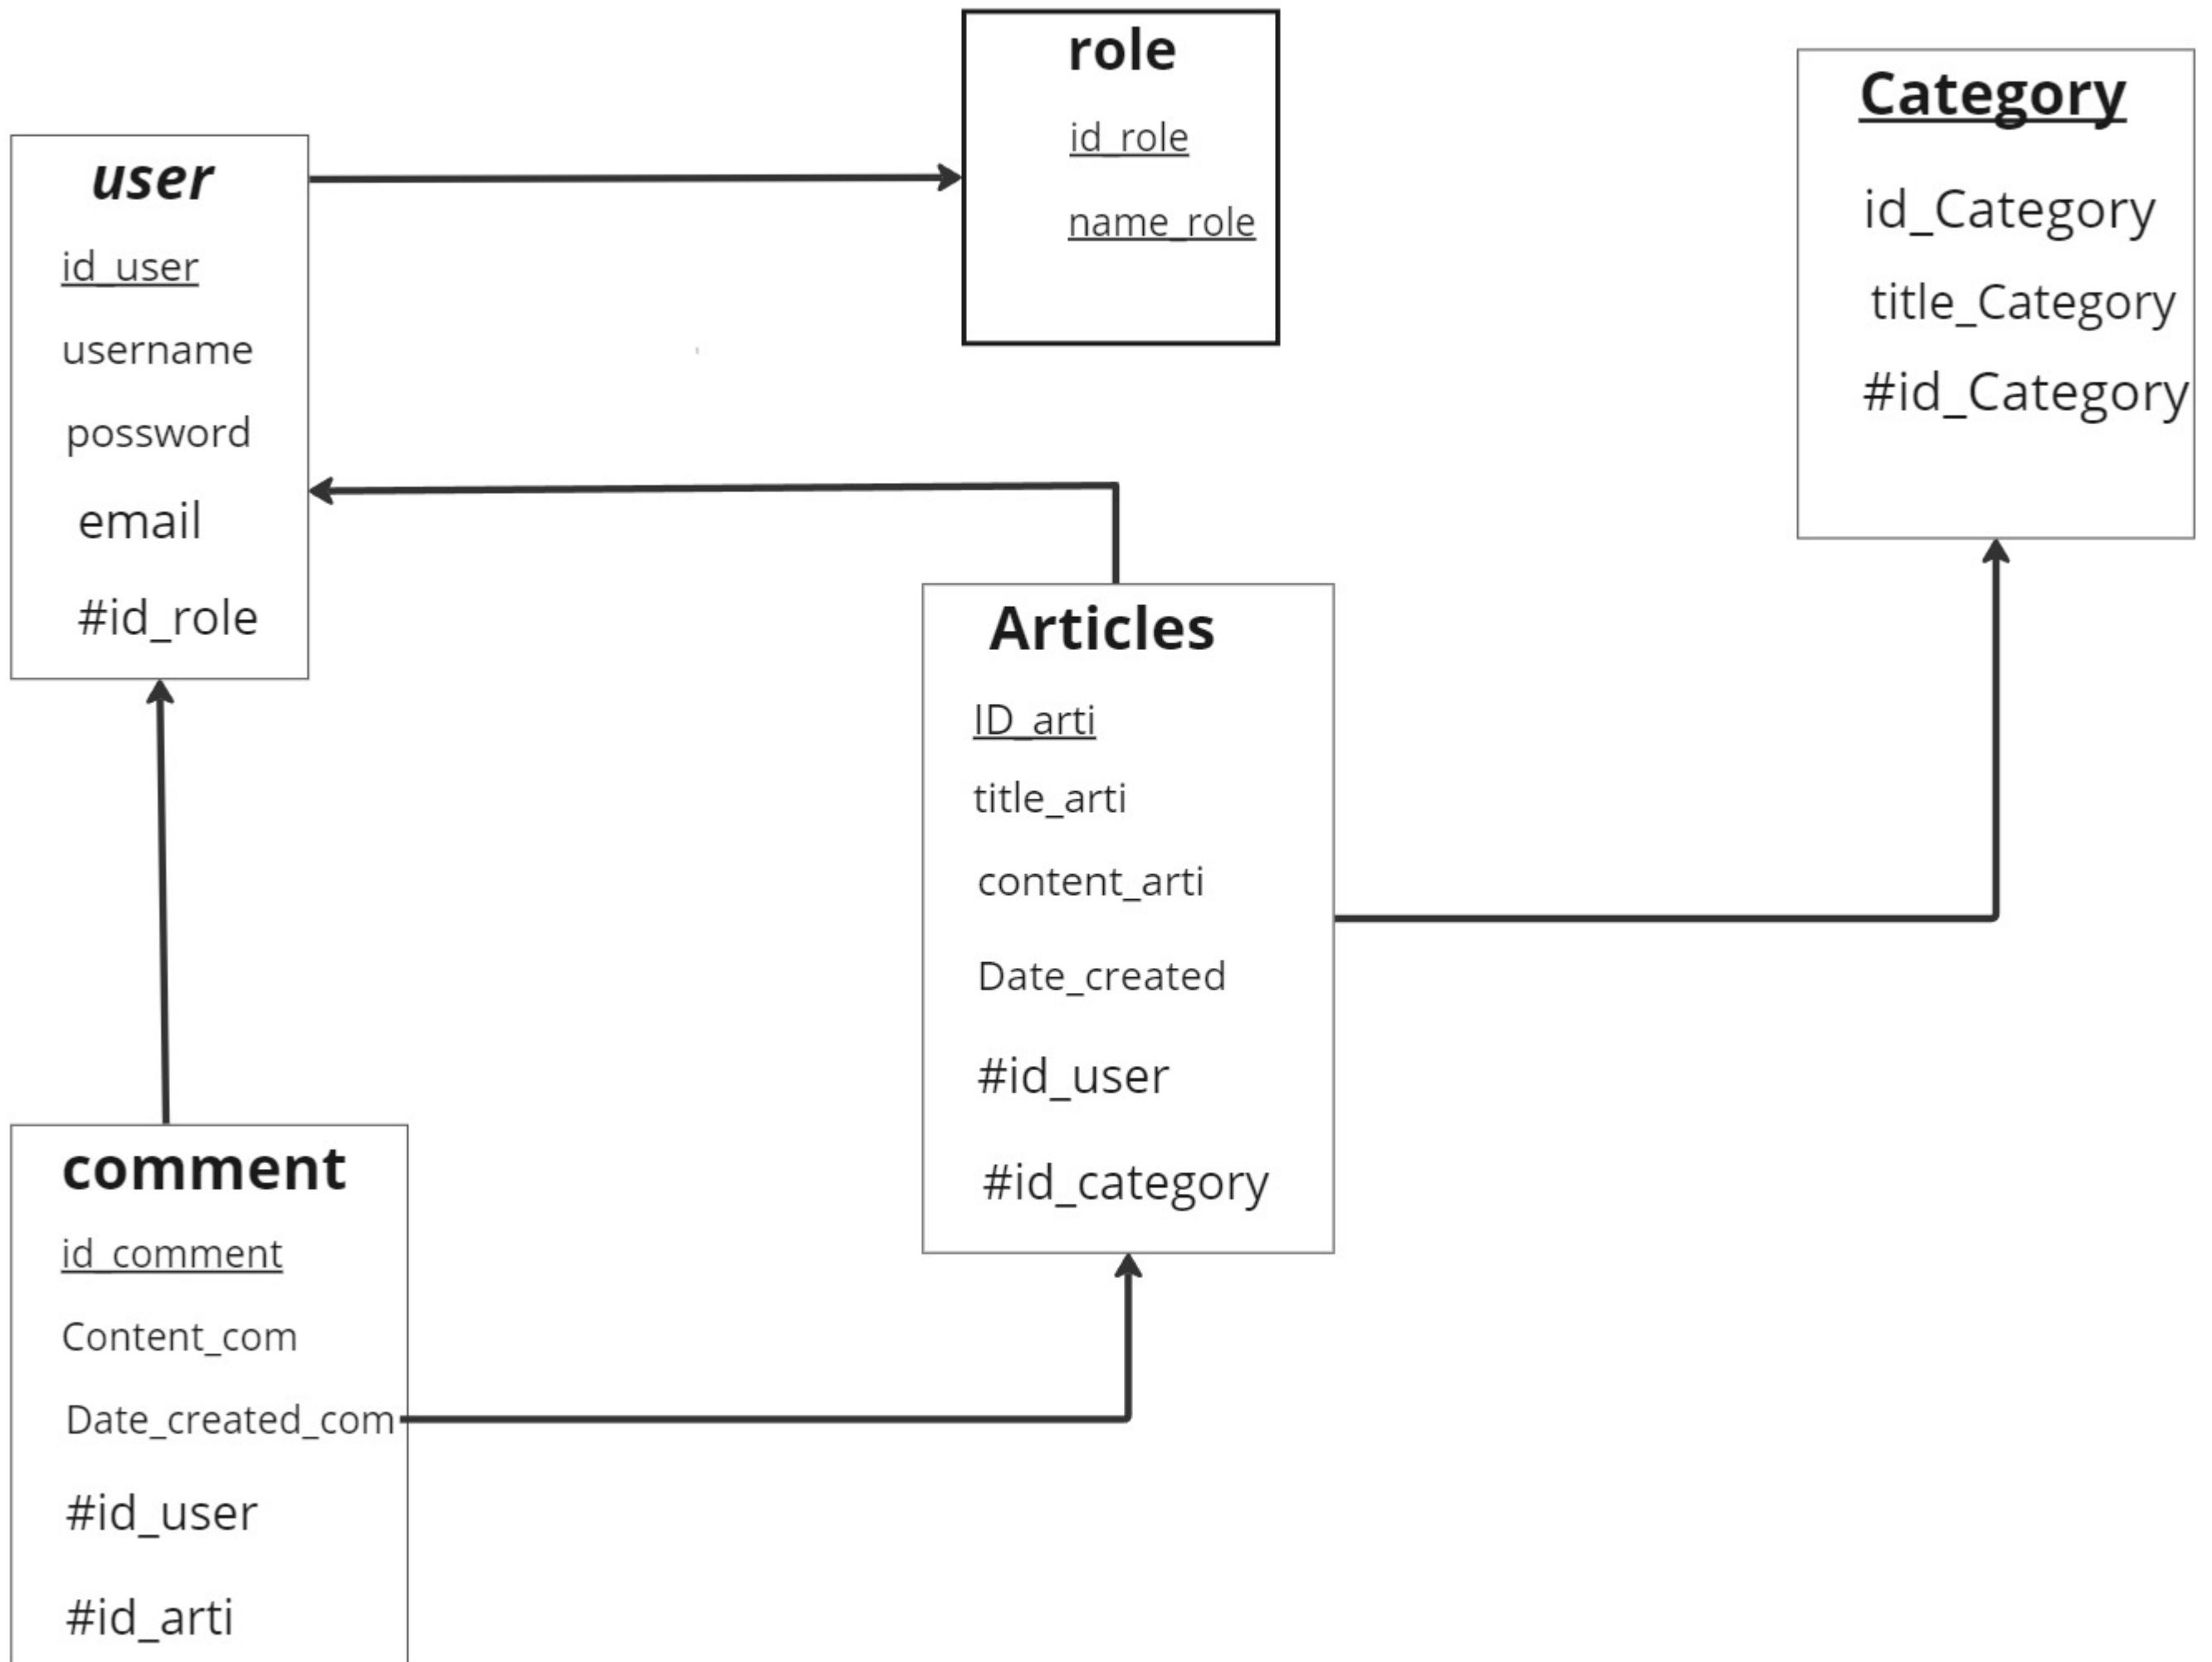 role
id_role
name_role
Category
id_Category
title_Category
#id_Category
user
id_user
username
possword
email
#id_role
Articles
ID_arti
title_arti
content_arti
Date_created
#id_user
#id_category
comment
id_comment
Content_com
Date_created_com
#id_user
#id_arti